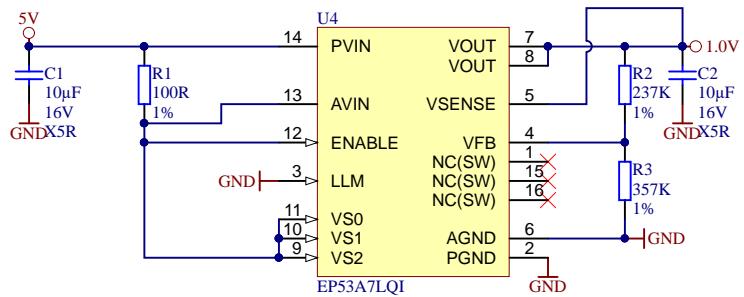 5V
C1
10µF
16V
X5R
GND
R1
100R
1%
U4
14
PVIN
13
AVIN
12
ENABLE
GND
3
LLM
11
VS0
10
VS1
9
VS2
EP53A7LQI
VOUT
7
VOUT
8
VSENSE
5
VFB
4
NC(SW)
1
NC(SW)
15
NC(SW)
16
AGND
6
PGND
2
GND
1.0V
R2
237K
1%
C2
10µF
16V
X5R
GND
R3
357K
1%
GND